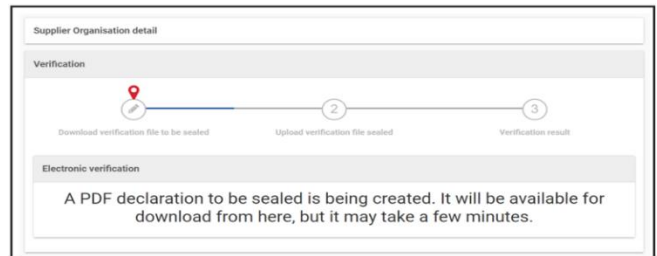 Supplier Organisation detail
Verification
2
3
Download verification file to be sealed
Upload verification file sealed
Verification result
Electronic verification
A PDF declaration to be sealed is being created. It will be available for
download from here, but it may take a few minutes.